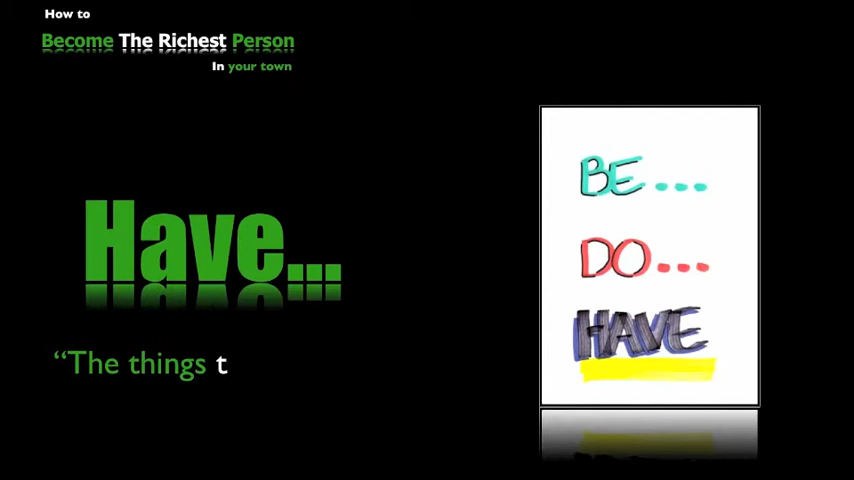 How to
Become The Richest Person
In your town
Have...
“The things t
BE...
DO...
HAVE